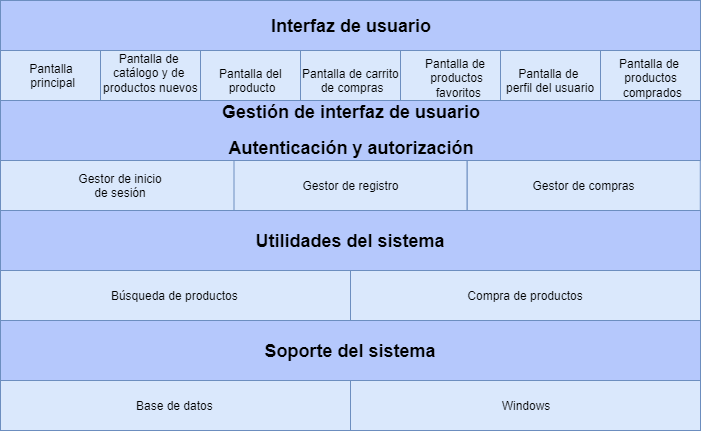 Interfaz de usuario
Pantalla
principal
Pantalla de
catálogo y de
productos nuevos
Pantalla del
producto
Pantalla de carrito
de compras
Pantalla de
productos
favoritos
Pantalla de
perfil del usuario
Pantalla de
productos
comprados
Gestión de interfaz de usuario
Autenticación y autorización
Gestor de inicio
de sesión
Gestor de registro
Gestor de compras
Utilidades del sistema
Búsqueda de productos
Compra de productos
Soporte del sistema
Base de datos
Windows